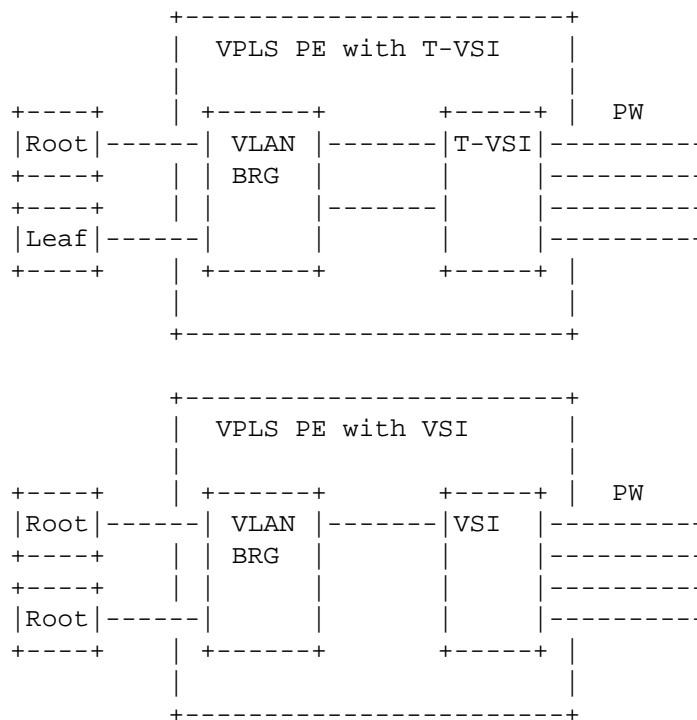 VPLS PE with T-VSI
PW
Root VLAN T-VSI
BRG
Leaf
VPLS PE with VSI
PW
Root VLAN VSI
BRG
Root